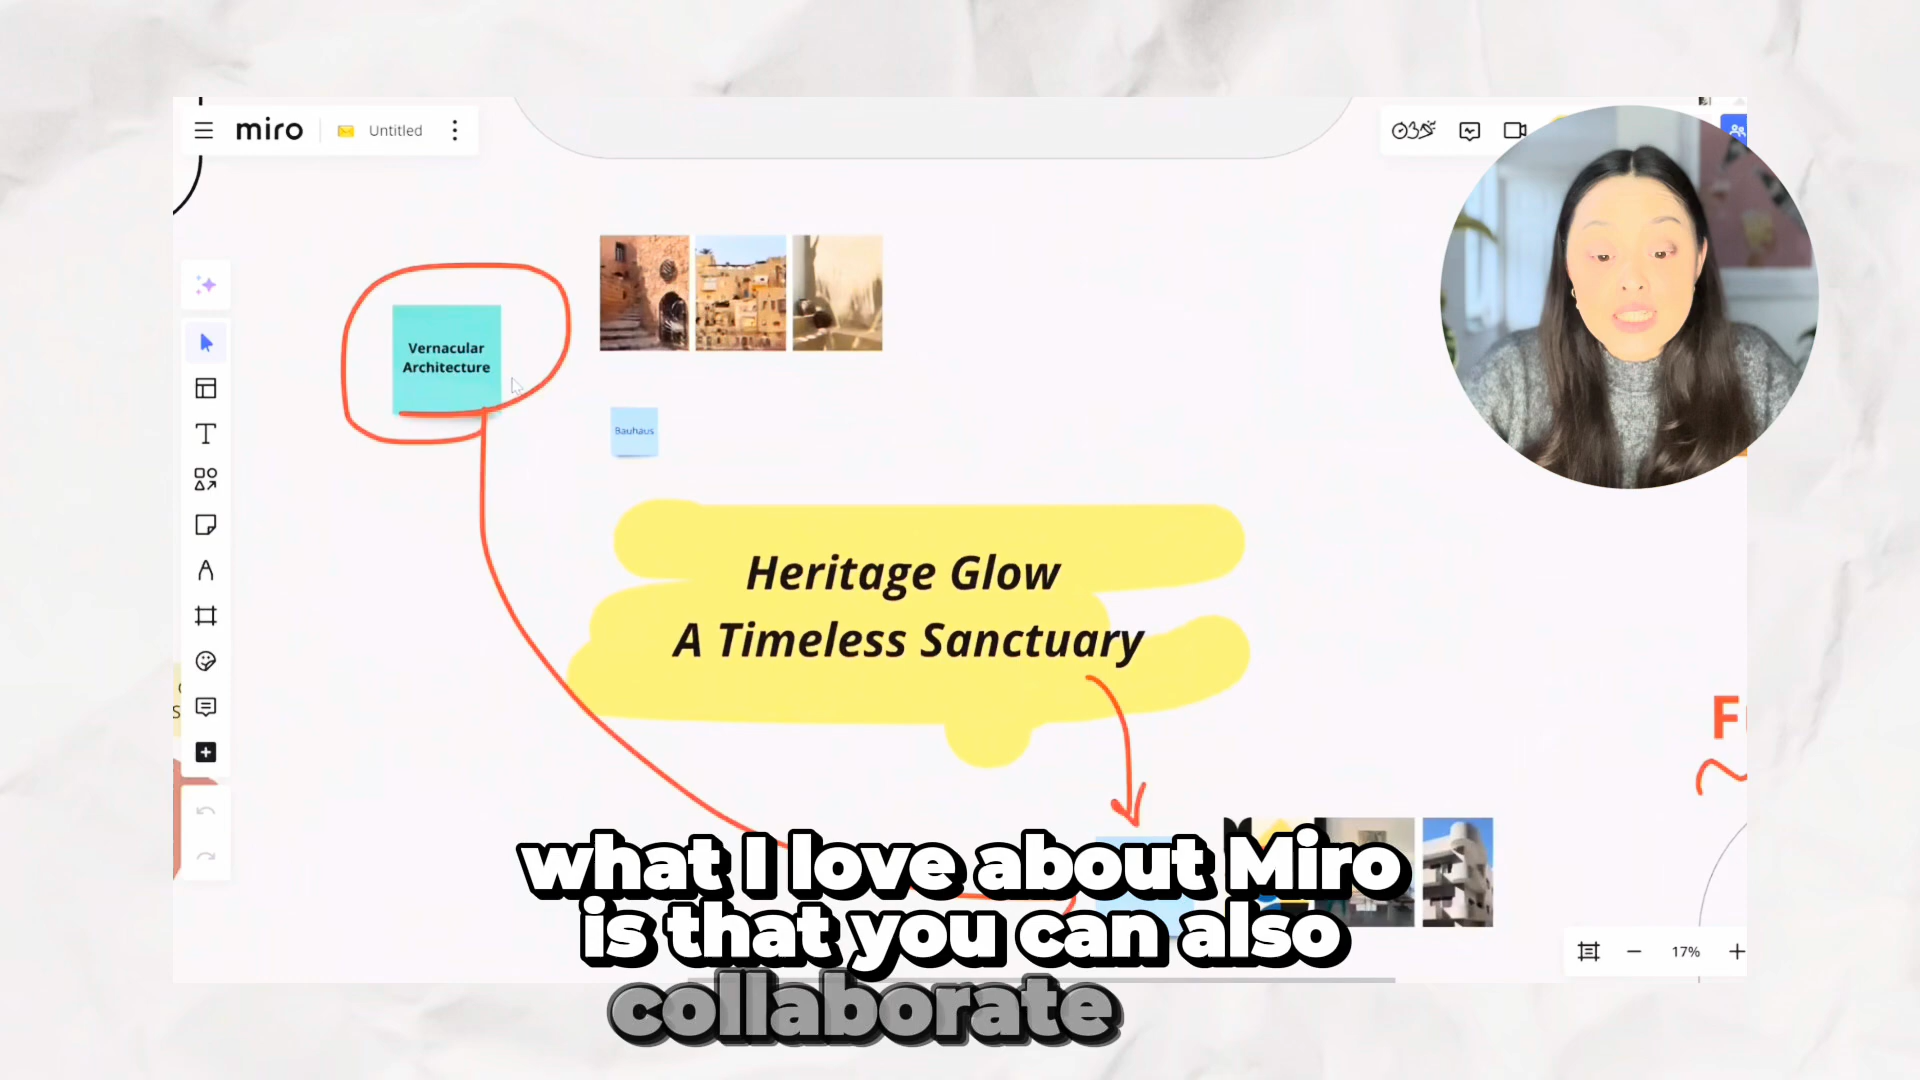 miro
Untitled
Vernacular
Architecture
Bauhaus
Heritage Glow
A Timeless Sanctuary
what I love about Miro
is that you can also
collaborate
17%